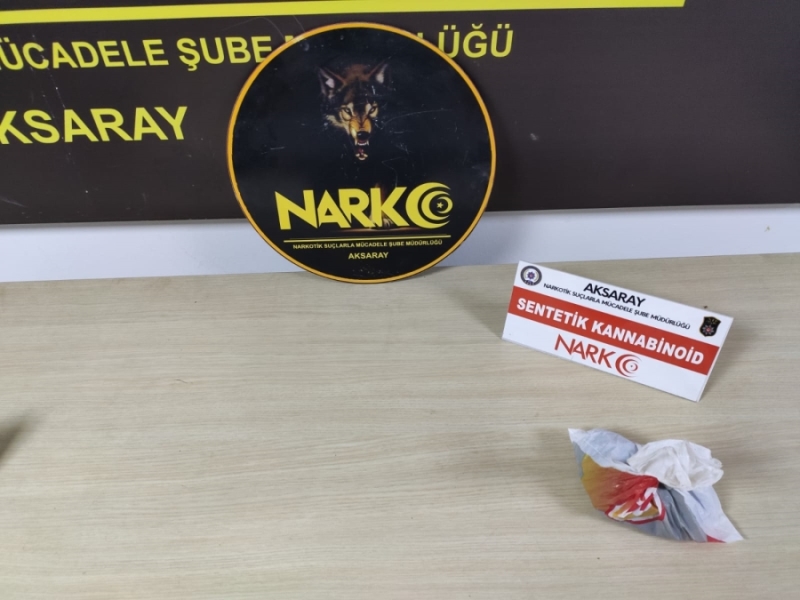 MÜCADELE ŞUBE
LÜĞÜ
AKSARAY
NARKO
NARKOTİK SUÇLARLA MÜCADELE ŞUBE MÜDÜRLÜĞÜ
AKSARAY
AKSARAY
NARKOTİK SUÇLARLA MÜCADELE ŞUBE MÜDÜRLÜĞÜ
SENTETİK KANNABİNOİD
NARKO